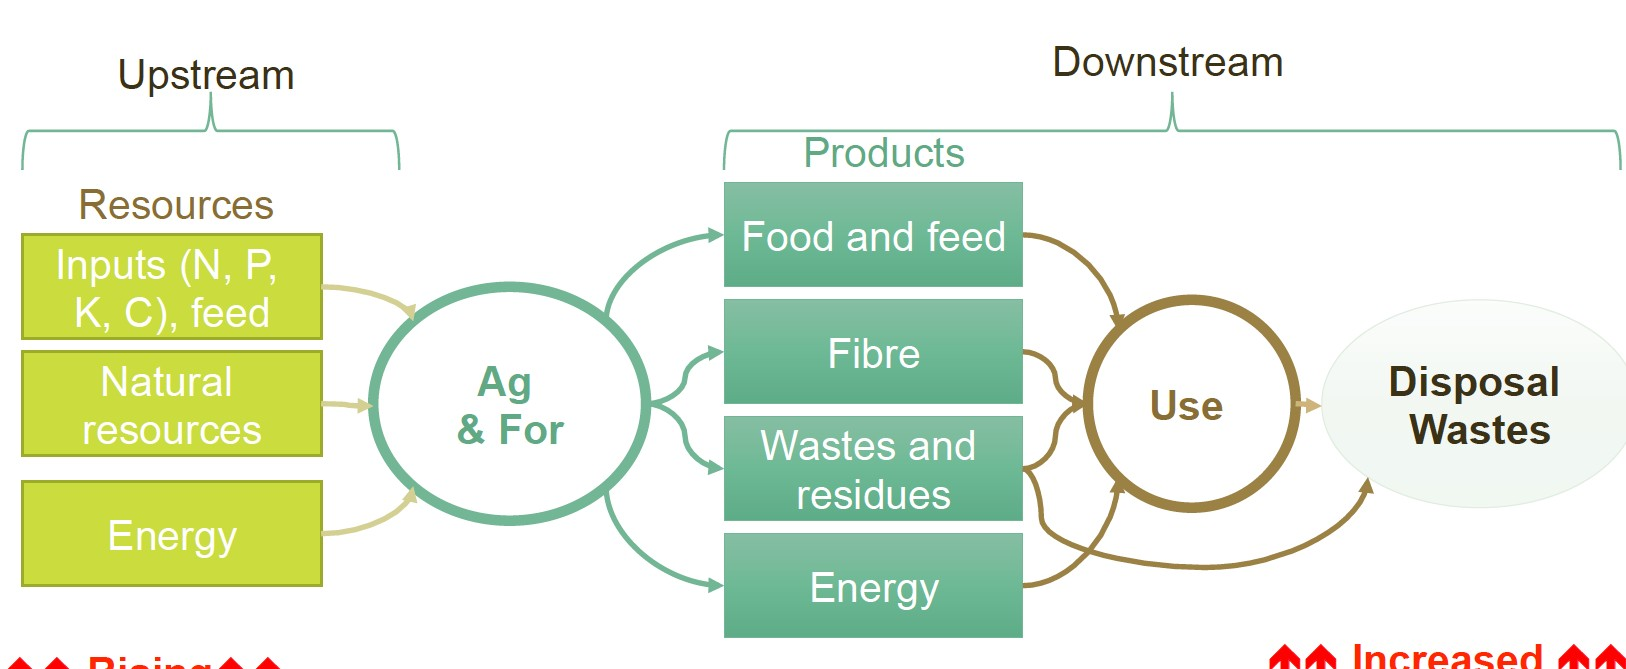 Upstream
Downstream
Resources
Inputs (N, P,
K, C), feed
Natural
resources
Energy
Ag
& For
Products
Food and feed
Fibre
Wastes and
residues
Energy
Use
Disposal
Wastes
Rising
Increased